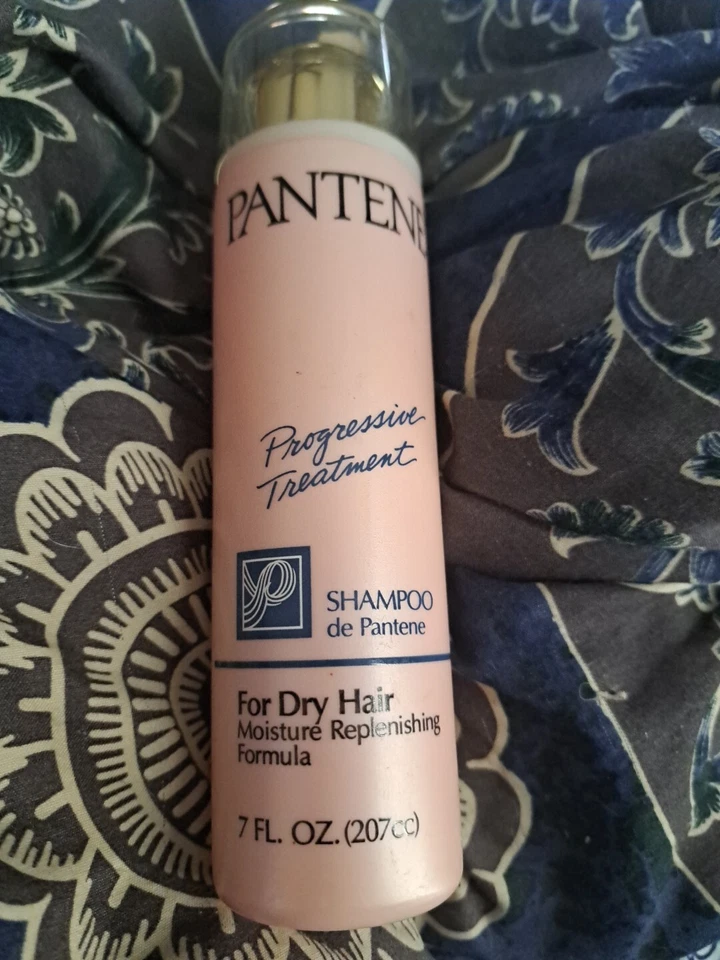 PANTENE
Progressive
Treatment
SHAMPOO
de Pantene
For Dry Hair
Moisture Replenishing
Formula
7 FL. OZ. (207cc)